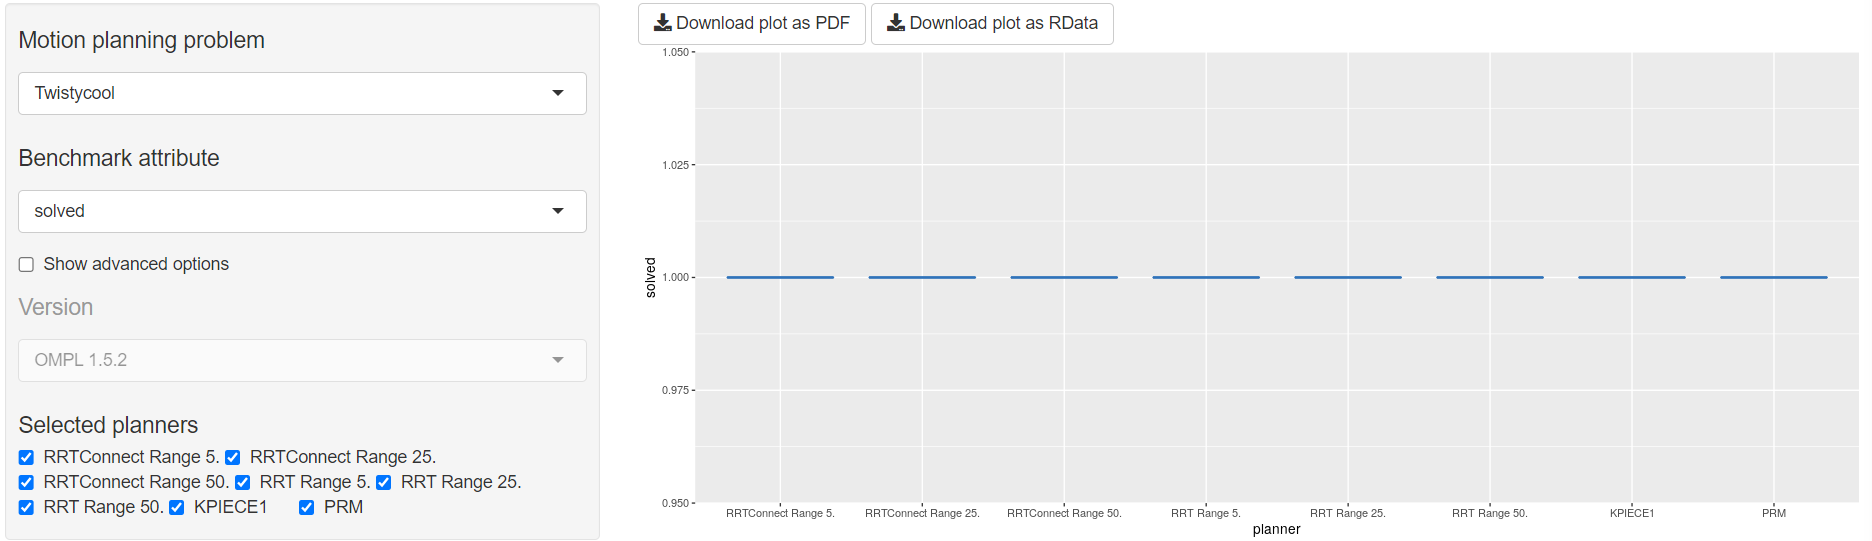 Motion planning problem
Twistycool
Benchmark attribute
solved
Show advanced options
Version
OMPL 1.5.2
Selected planners
RRTConnect Range 5. RRTConnect Range 25.
RRTConnect Range 50. RRT Range 5. RRT Range 25.
RRT Range 50. KPIECE1 PRM
Download plot as PDF Download plot as RData
1.050
1.025
1.000
0.975
0.950
solved
RRTConnect Range 5. RRTConnect Range 25. RRTConnect Range 50. RRT Range 5. RRT Range 25. RRT Range 50. KPIECE1 PRM
planner